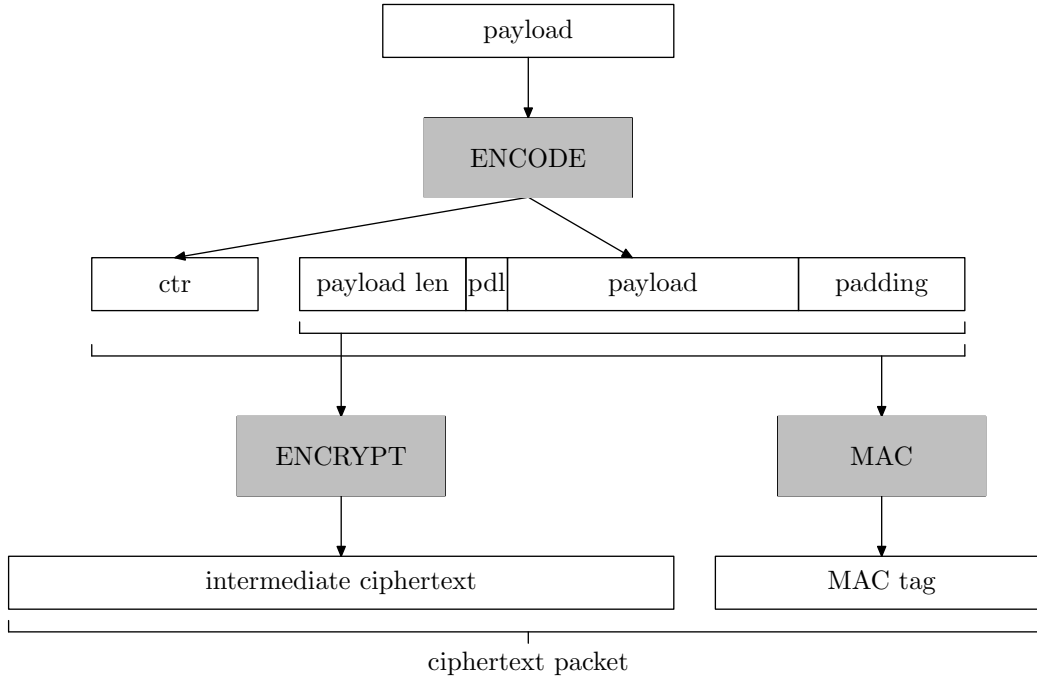 payload
ENCODE
ctr
payload len
pdl
payload
padding
ENCRYPT
MAC
intermediate ciphertext
MAC tag
ciphertext packet